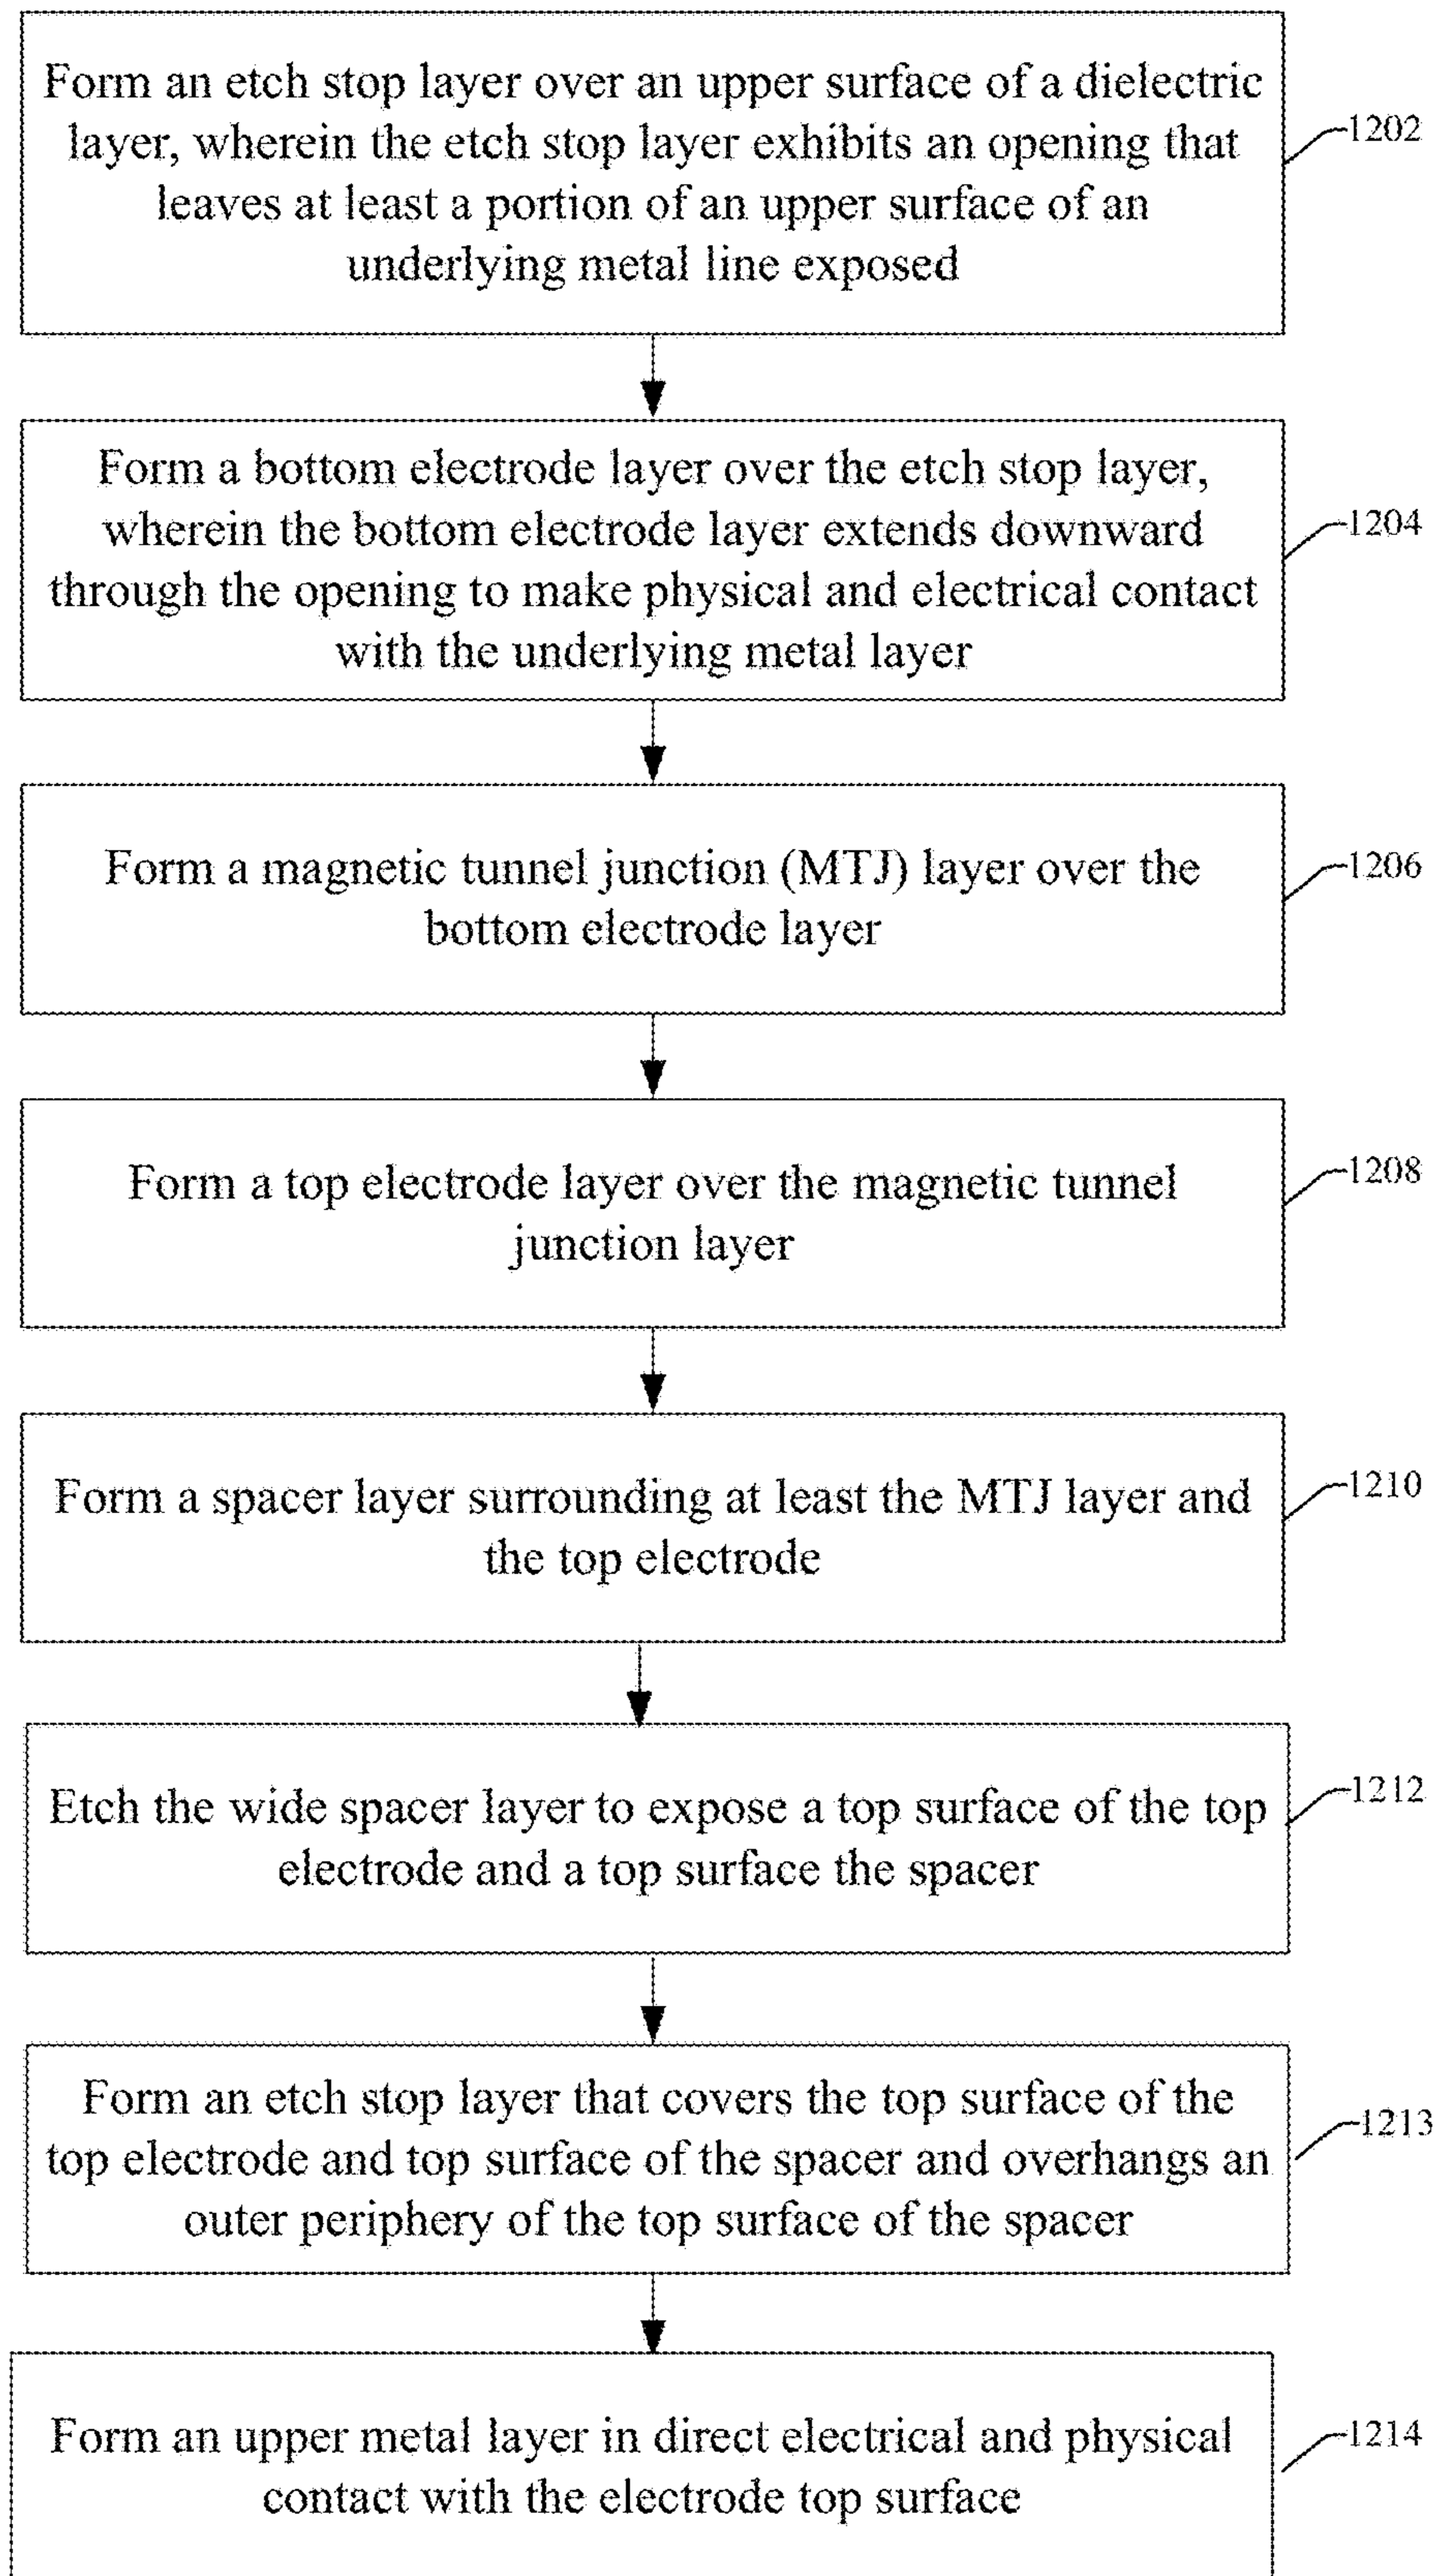 Form an etch stop layer over an upper surface of a dielectric
layer, wherein the etch stop layer exhibits an opening that
leaves at least a portion of an upper surface of an
underlying metal line exposed
1202
Form a bottom electrode layer over the etch stop layer,
wherein the bottom electrode layer extends downward
through the opening to make physical and electrical contact
with the underlying metal layer
1204
Form a magnetic tunnel junction (MTJ) layer over the
bottom electrode layer
1206
Form a top electrode layer over the magnetic tunnel
junction layer
1208
Form a spacer layer surrounding at least the MTJ layer and
the top electrode
1210
Etch the wide spacer layer to expose a top surface of the top
electrode and a top surface the spacer
1212
Form an etch stop layer that covers the top surface of the
top electrode and top surface of the spacer and overhangs an
outer periphery of the top surface of the spacer
1213
Form an upper metal layer in direct electrical and physical
contact with the electrode top surface
1214